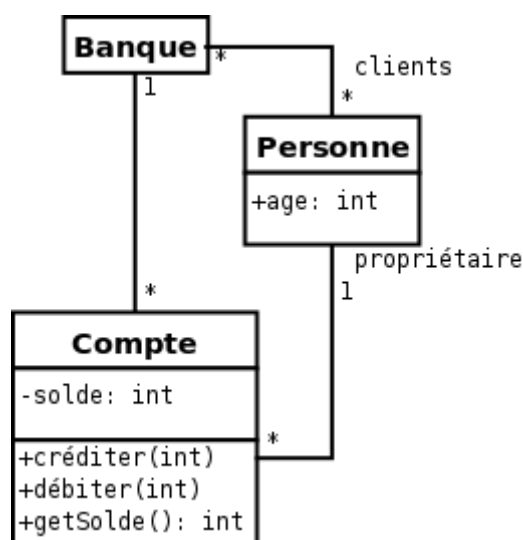 Banque
*
clients
1
*
Personne
+age: int
propriétaire
1
*
Compte
-solde: int
*
+créditer(int)
+débiter(int)
+getSolde(): int